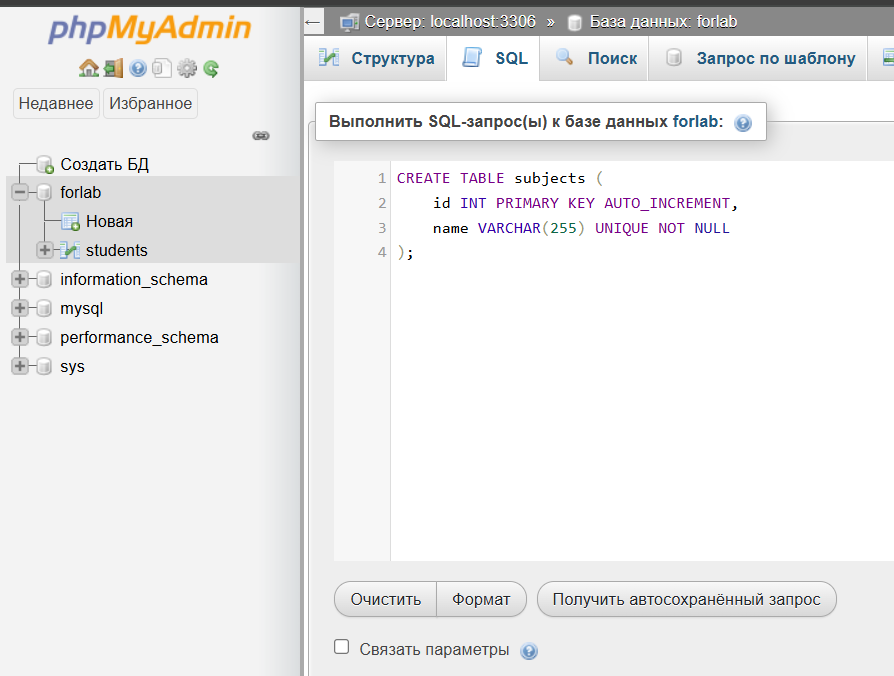 phpMyAdmin
Недавнее Избранное
Создать БД
forlab
Новая
students
information_schema
mysql
performance_schema
sys
← Сервер: localhost:3306 » База данных: forlab
Структура SQL Поиск Запрос по шаблону
Выполнить SQL-запрос(ы) к базе данных forlab:
1 CREATE TABLE subjects (
2 id INT PRIMARY KEY AUTO_INCREMENT,
3 name VARCHAR(255) UNIQUE NOT NULL
4 );
Очистить Формат Получить автосохранённый запрос
Связать параметры